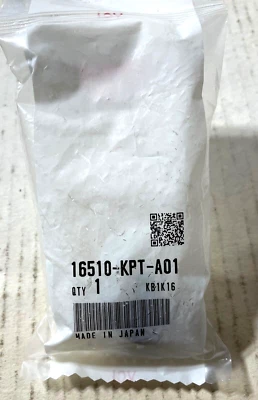 16510-KPT-A01
QTY 1 KB1K16
MADE IN JAPAN